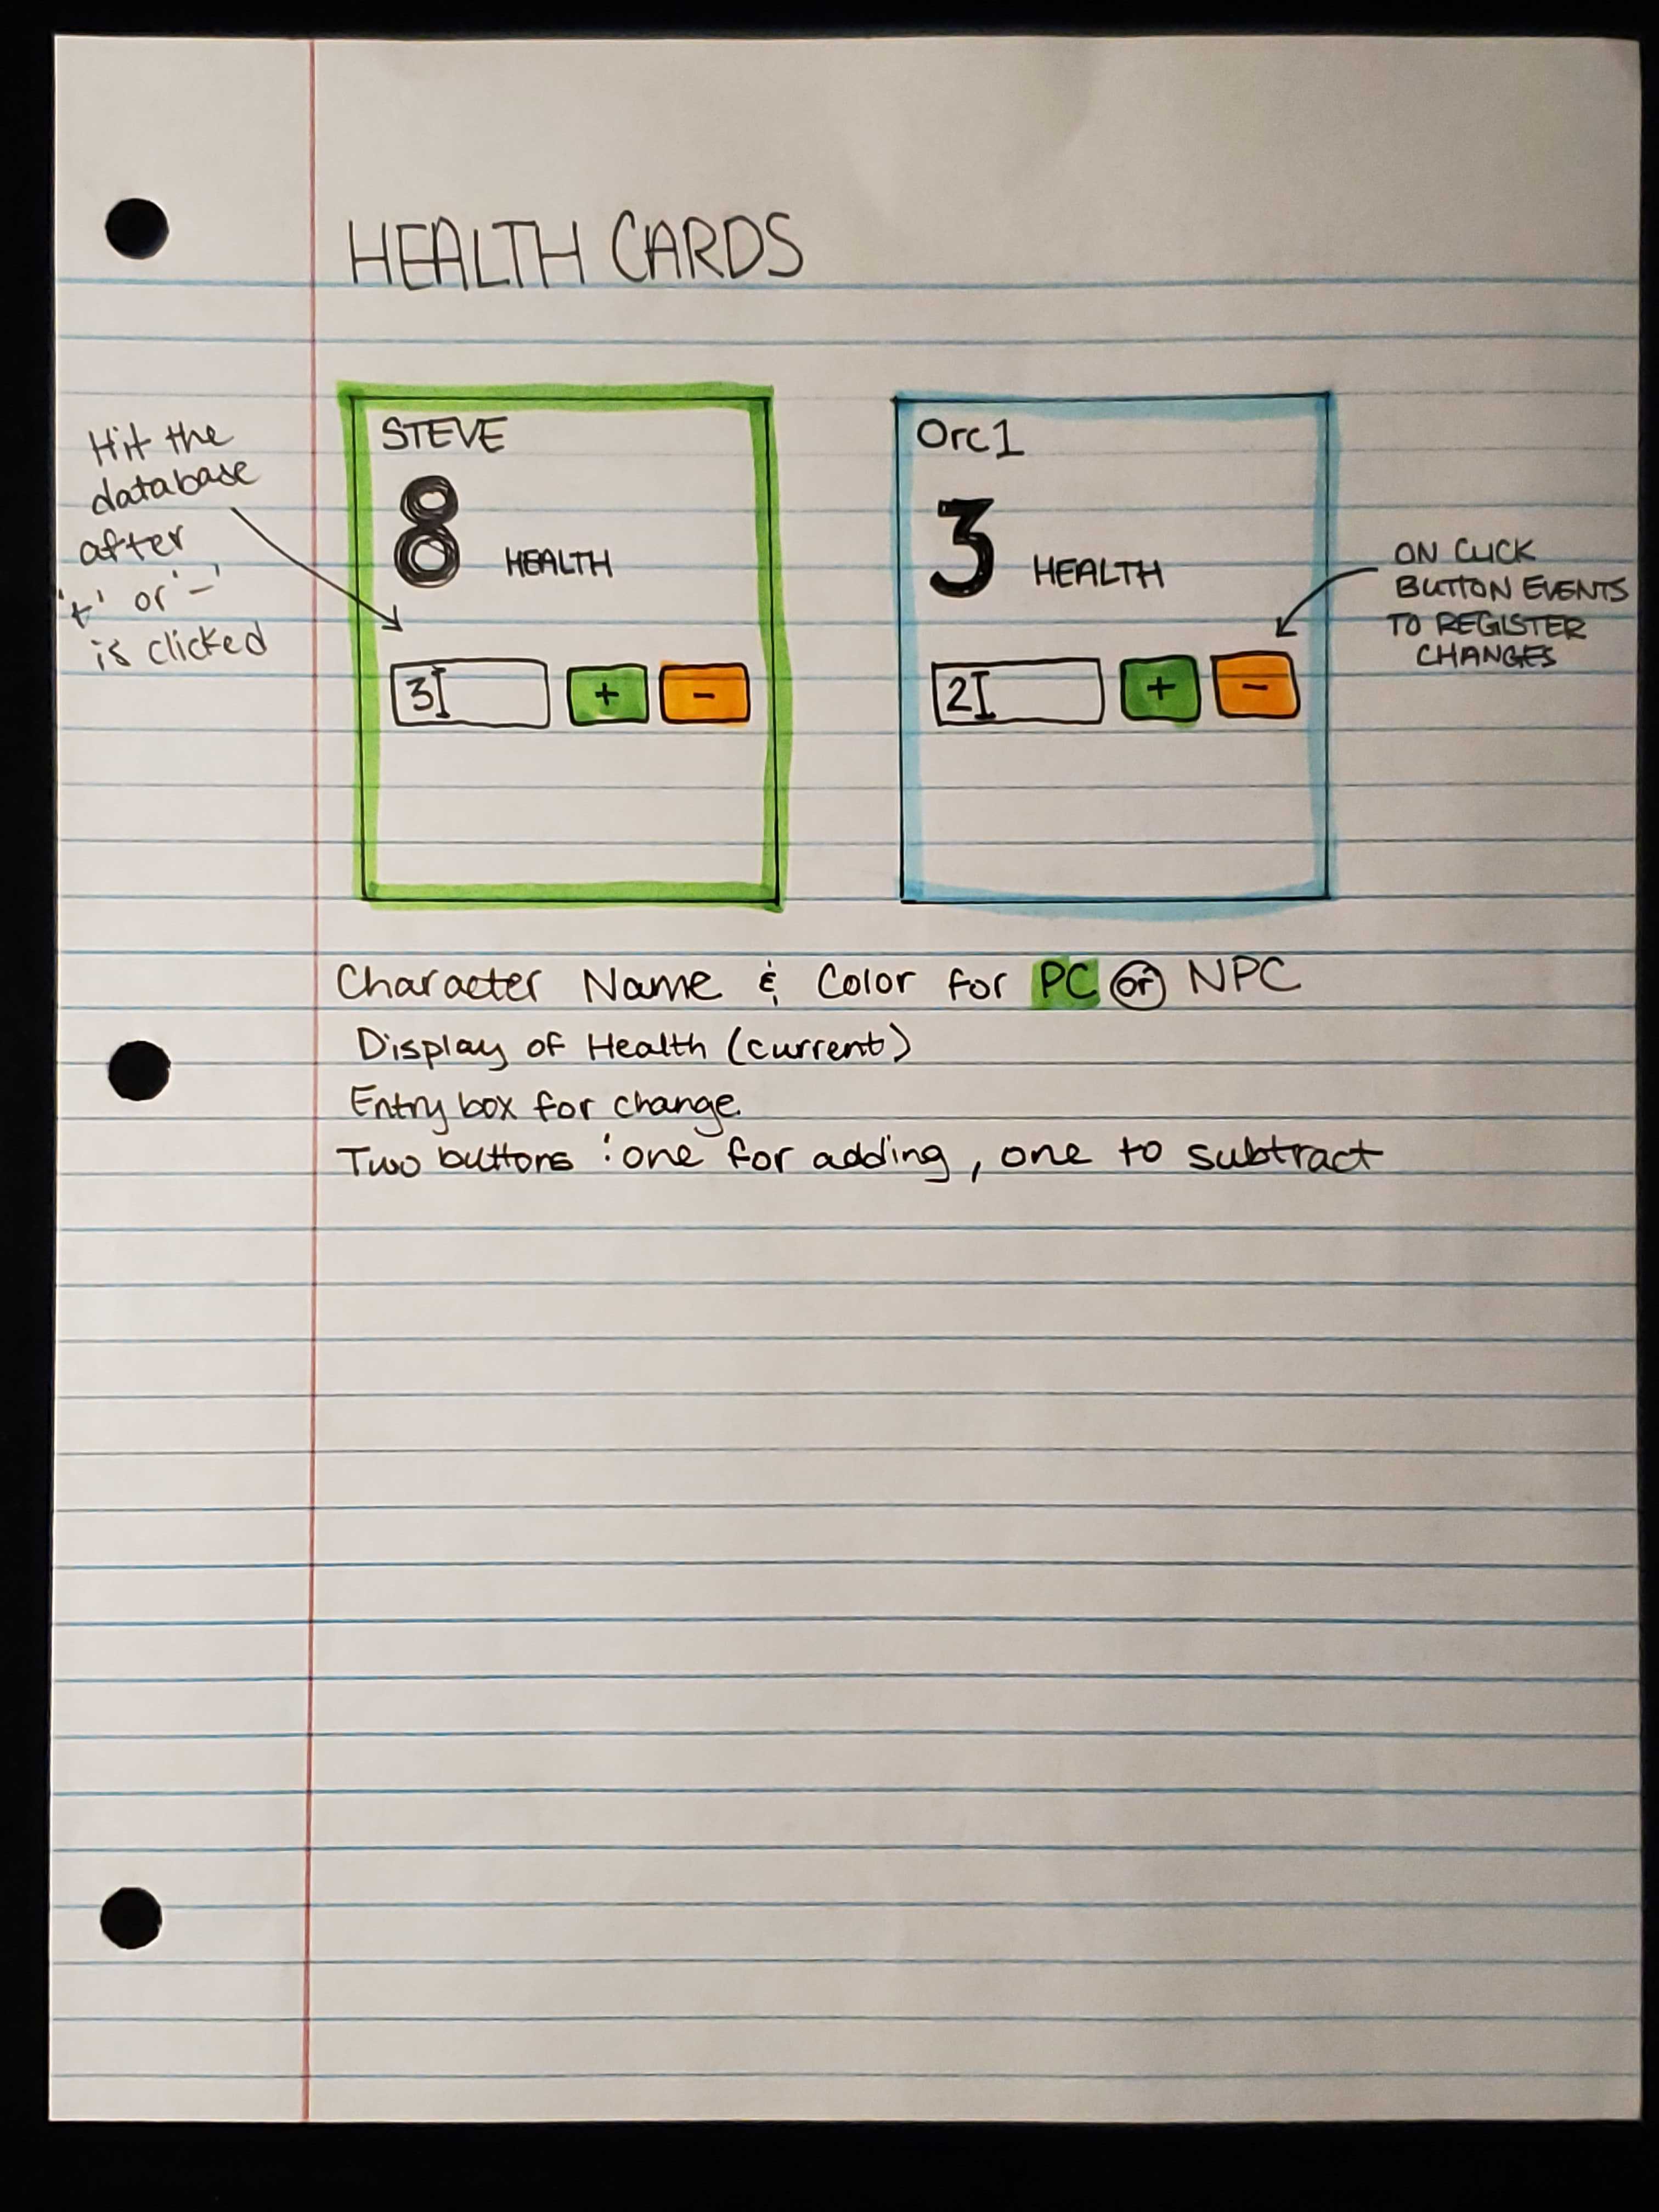 HEALTH CARDS
Hit the
database
after
'+' or '-'
is clicked
STEVE
8 HEALTH
3 + -
Orc1
3 HEALTH
2 + -
ON CLICK
BUTTON EVENTS
TO REGISTER
CHANGES
Character Name & Color for PC or NPC
Display of Health (current)
Entry box for change
Two buttons : one for adding, one to subtract